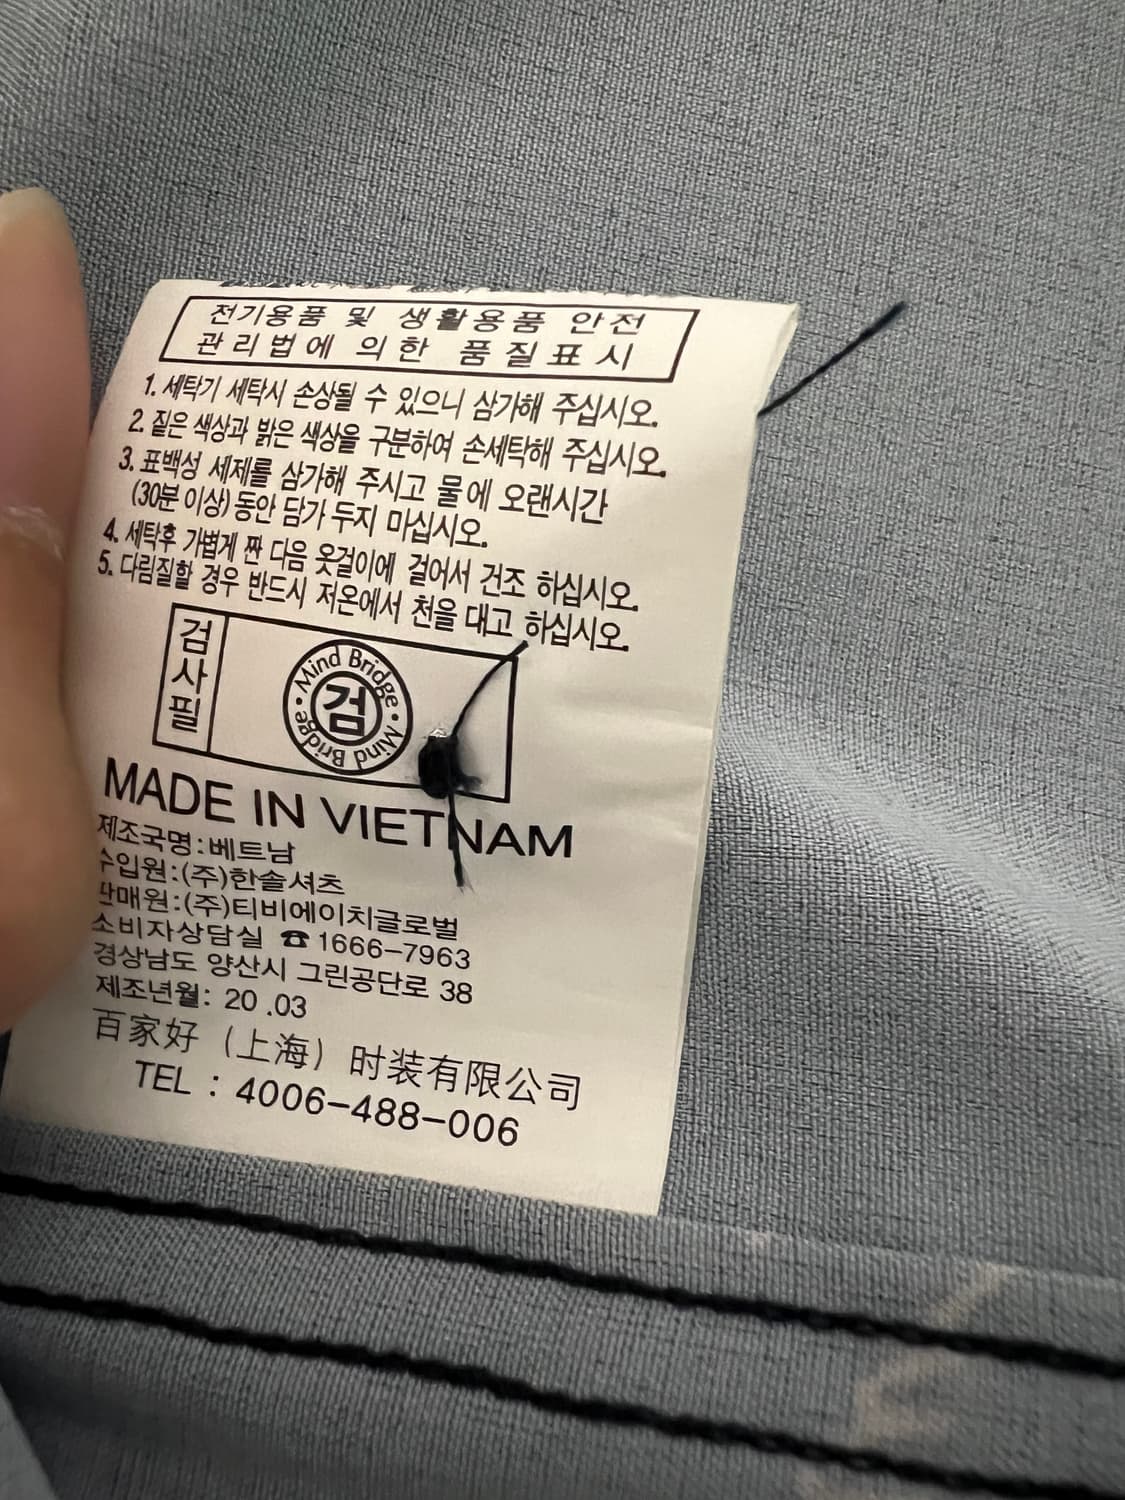 전기용품 및 생활용품 안전
관리법에 의한 품질표시
1. 세탁기 세탁시 손상될 수 있으니 삼가해 주십시오.
2. 짙은 색상과 밝은 색상을 구분하여 손세탁해 주십시오.
3. 표백성 세제를 삼가해 주시고 물에 오랜시간
(30분 이상) 동안 담가 두지 마십시오.
4. 세탁후 가볍게 짠 다음 옷걸이에 걸어서 건조 하십시오.
5. 다림질할 경우 반드시 저온에서 천을 대고 하십시오.
검사필
Mind Bridge · Mind Bridge ·
검
MADE IN VIETNAM
제조국명:베트남
수입원:(주)한솔셔츠
판매원:(주)티비에이치글로벌
소비자상담실 ☎ 1666-7963
경상남도 양산시 그린공단로 38
제조년월: 20 .03
百家好（上海）时装有限公司
TEL : 4006-488-006